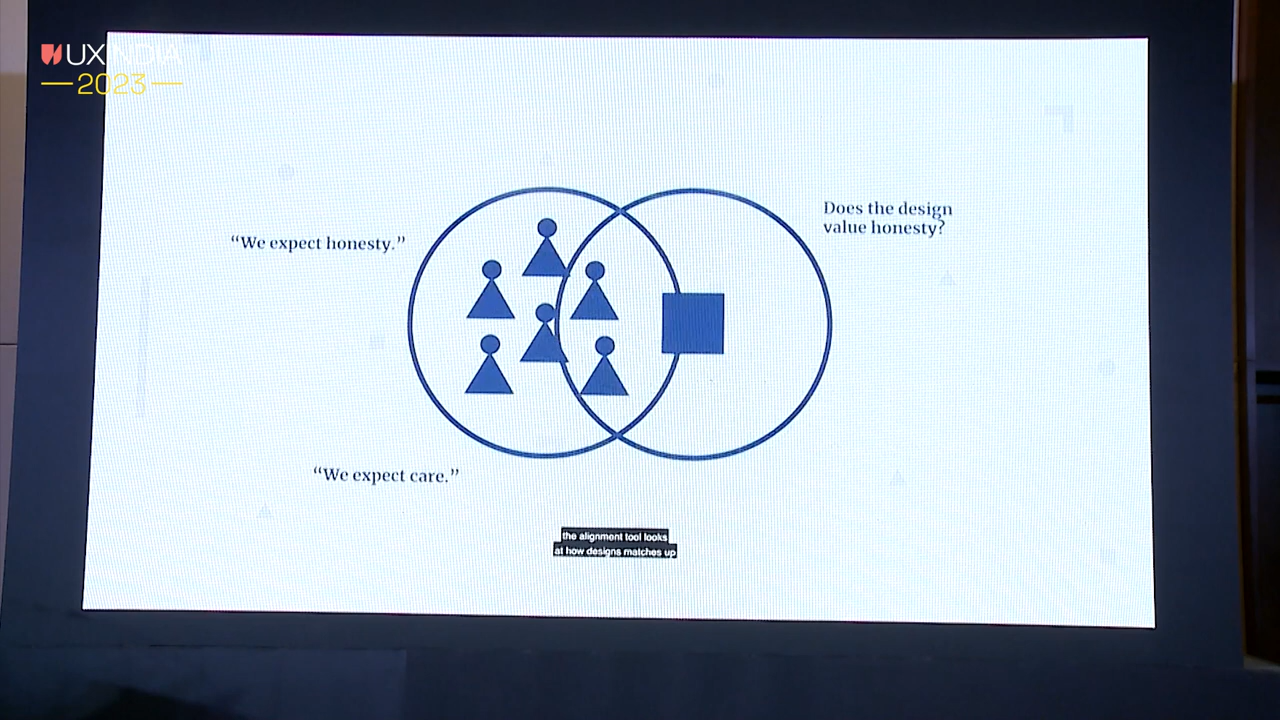 UXINDIA
2023
“We expect honesty.”
Does the design
value honesty?
“We expect care.”
the alignment tool looks
at how designs matches up